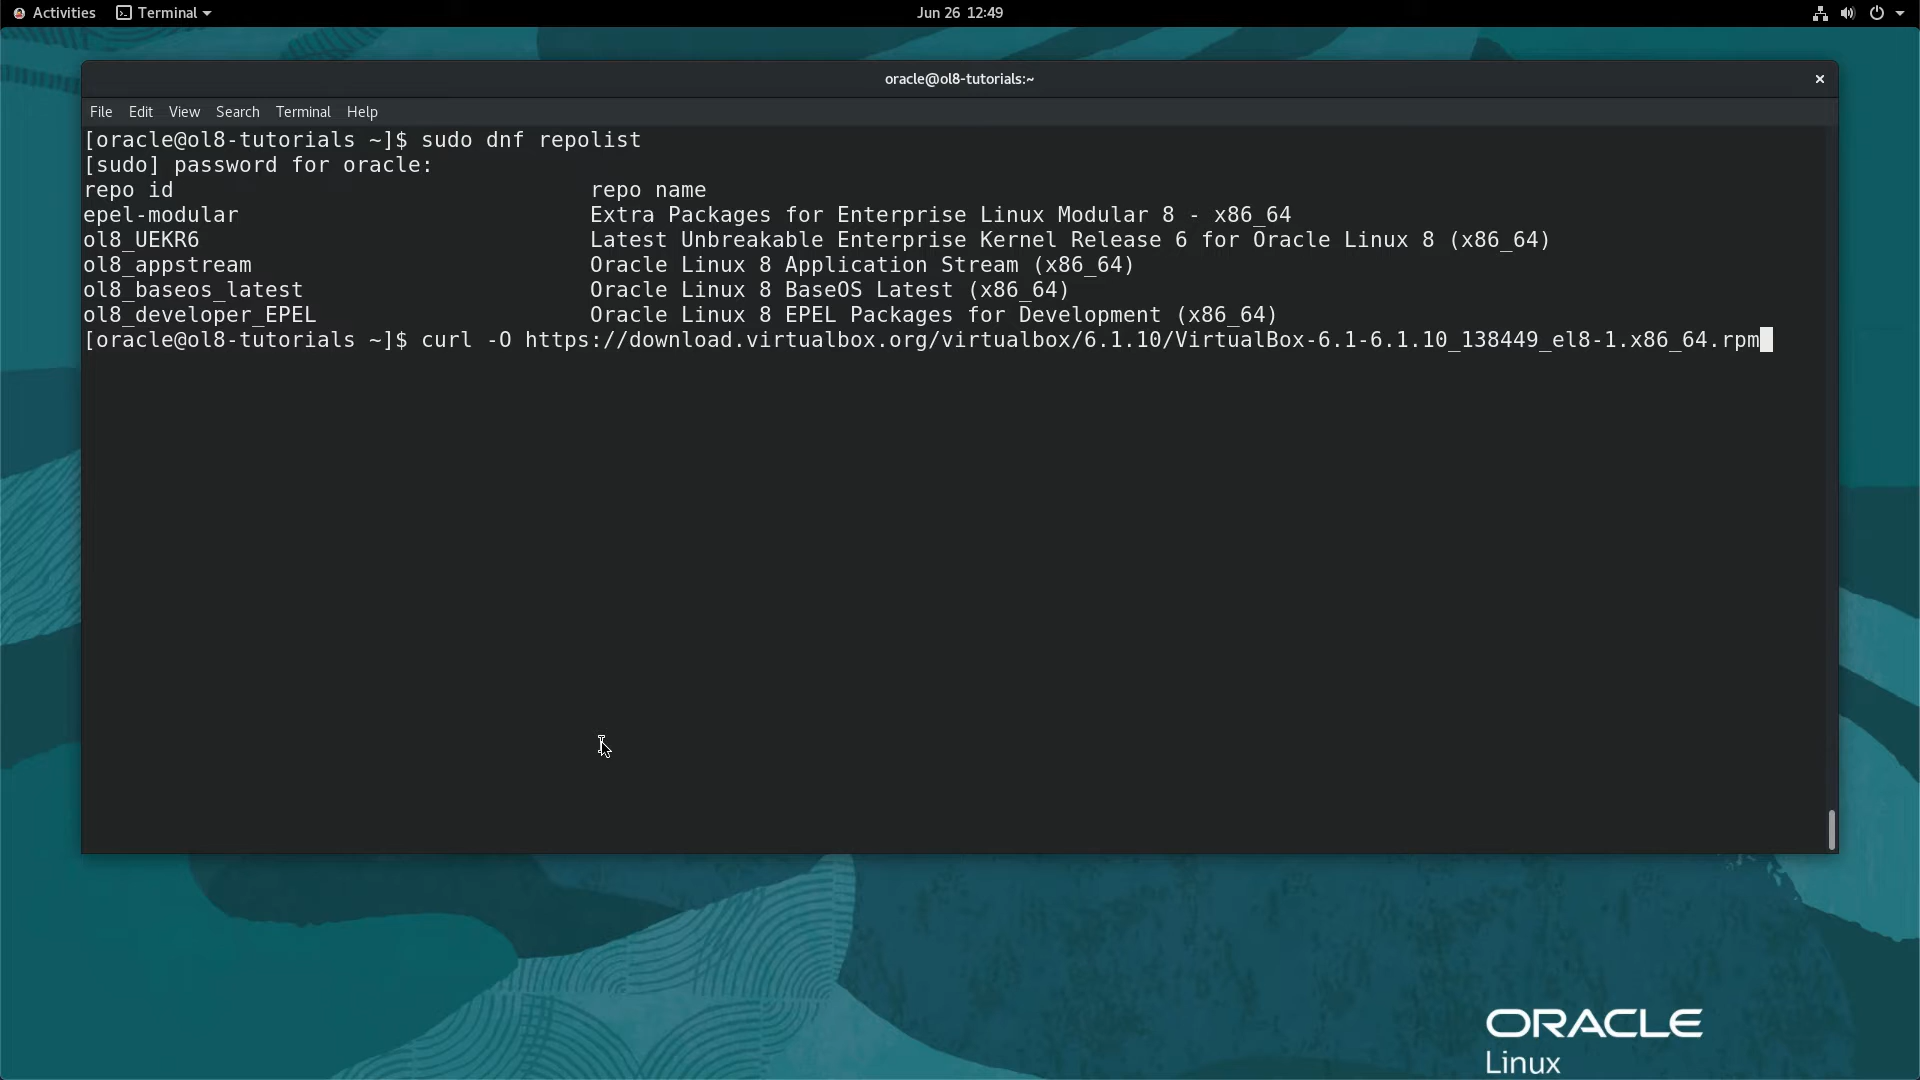 Activities Terminal Jun 26 12:49
oracle@ol8-tutorials:~ ×
File Edit View Search Terminal Help
[oracle@ol8-tutorials ~]$ sudo dnf repolist
[sudo] password for oracle:
repo id repo name
epel-modular Extra Packages for Enterprise Linux Modular 8 - x86_64
ol8_UEKR6 Latest Unbreakable Enterprise Kernel Release 6 for Oracle Linux 8 (x86_64)
ol8_appstream Oracle Linux 8 Application Stream (x86_64)
ol8_baseos_latest Oracle Linux 8 BaseOS Latest (x86_64)
ol8_developer_EPEL Oracle Linux 8 EPEL Packages for Development (x86_64)
[oracle@ol8-tutorials ~]$ curl -O https://download.virtualbox.org/virtualbox/6.1.10/VirtualBox-6.1-6.1.10_138449_el8-1.x86_64.rpm
ORACLE
Linux